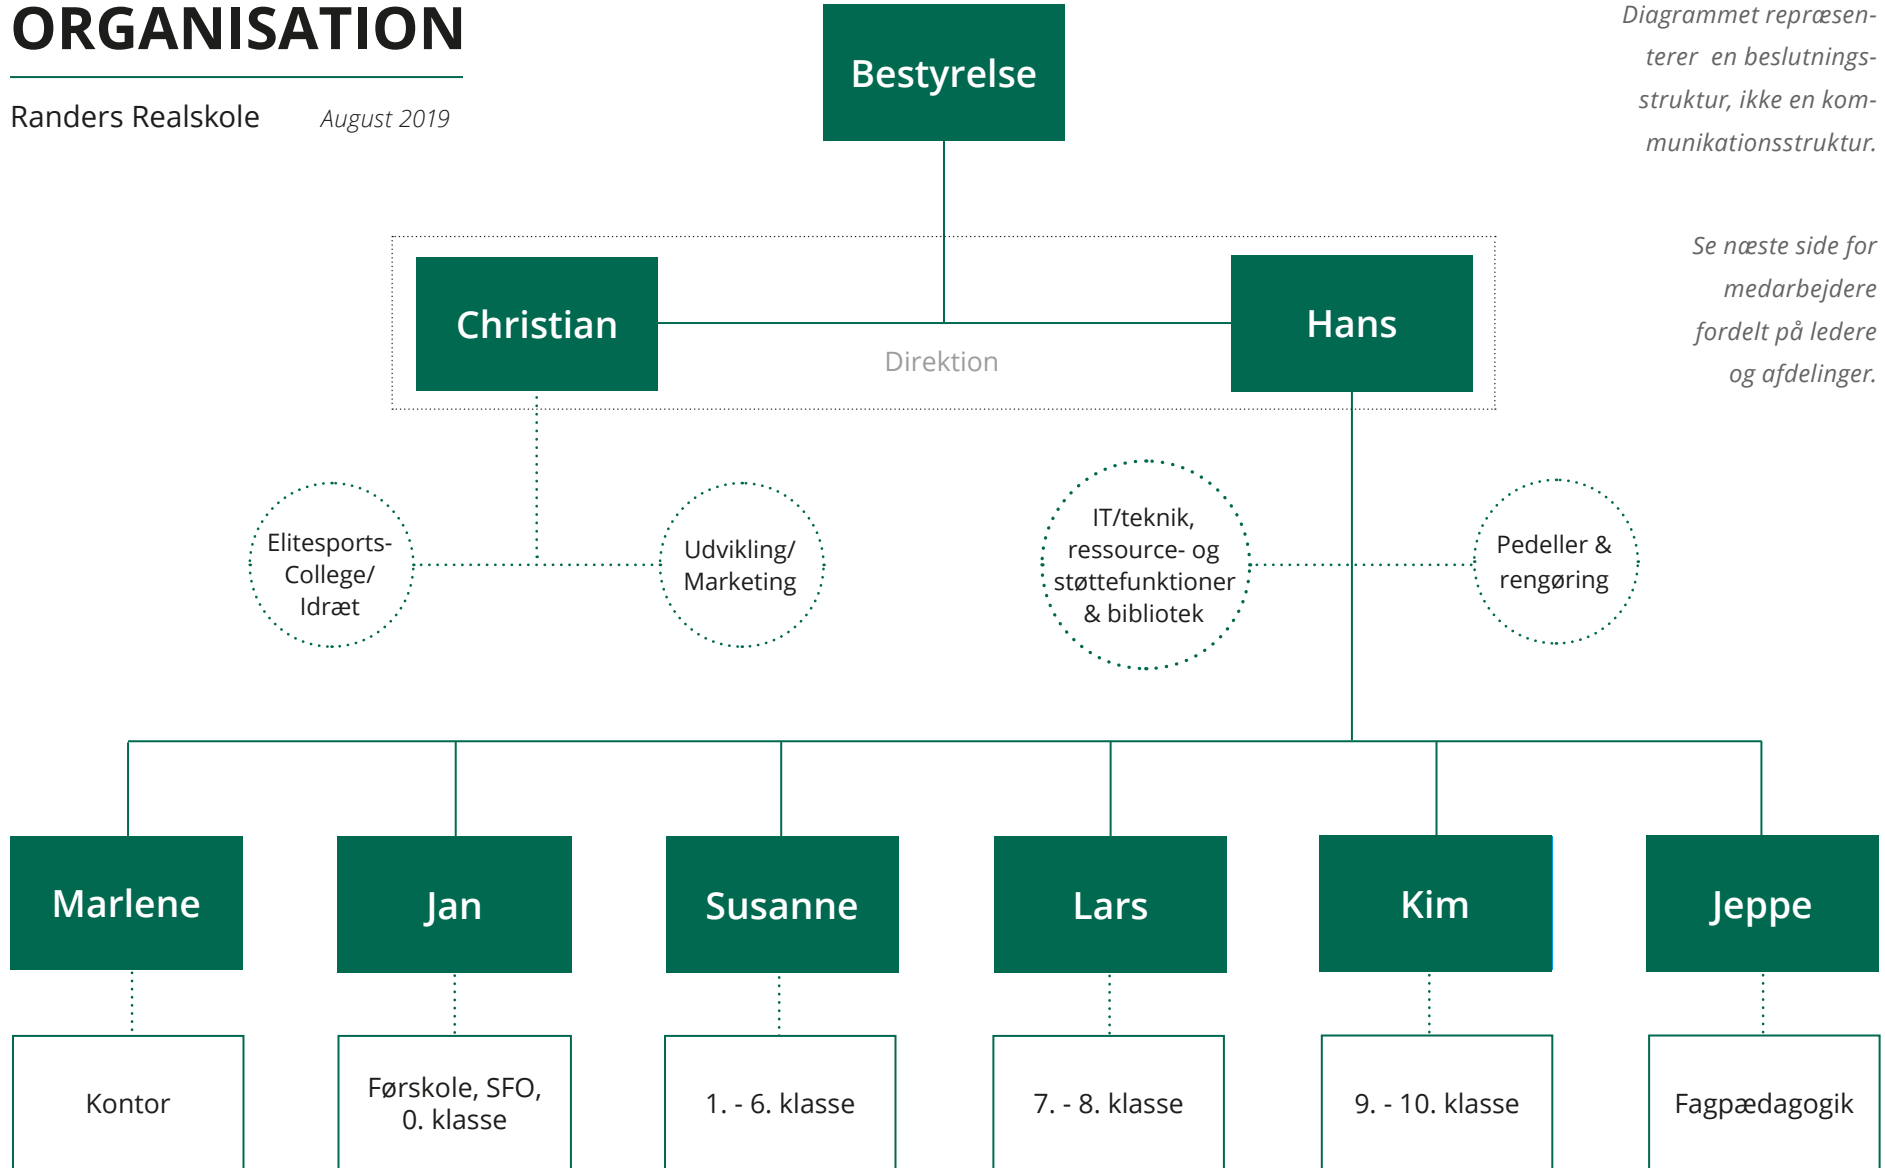 ORGANISATION
Randers Realskole
August 2019
Diagrammet repræsen-
terer en beslutnings-
struktur, ikke en kom-
munikationsstruktur.
Se næste side for
medarbejdere
fordelt på ledere
og afdelinger.
Bestyrelse
Christian
Direktion
Hans
Elitesports-
College/
Idræt
Udvikling/
Marketing
IT/teknik,
ressource- og
støttefunktioner
& bibliotek
Pedeller &
rengøring
Marlene
Jan
Susanne
Lars
Kim
Jeppe
Kontor
Førskole, SFO,
0. klasse
1. - 6. klasse
7. - 8. klasse
9. - 10. klasse
Fagpædagogik